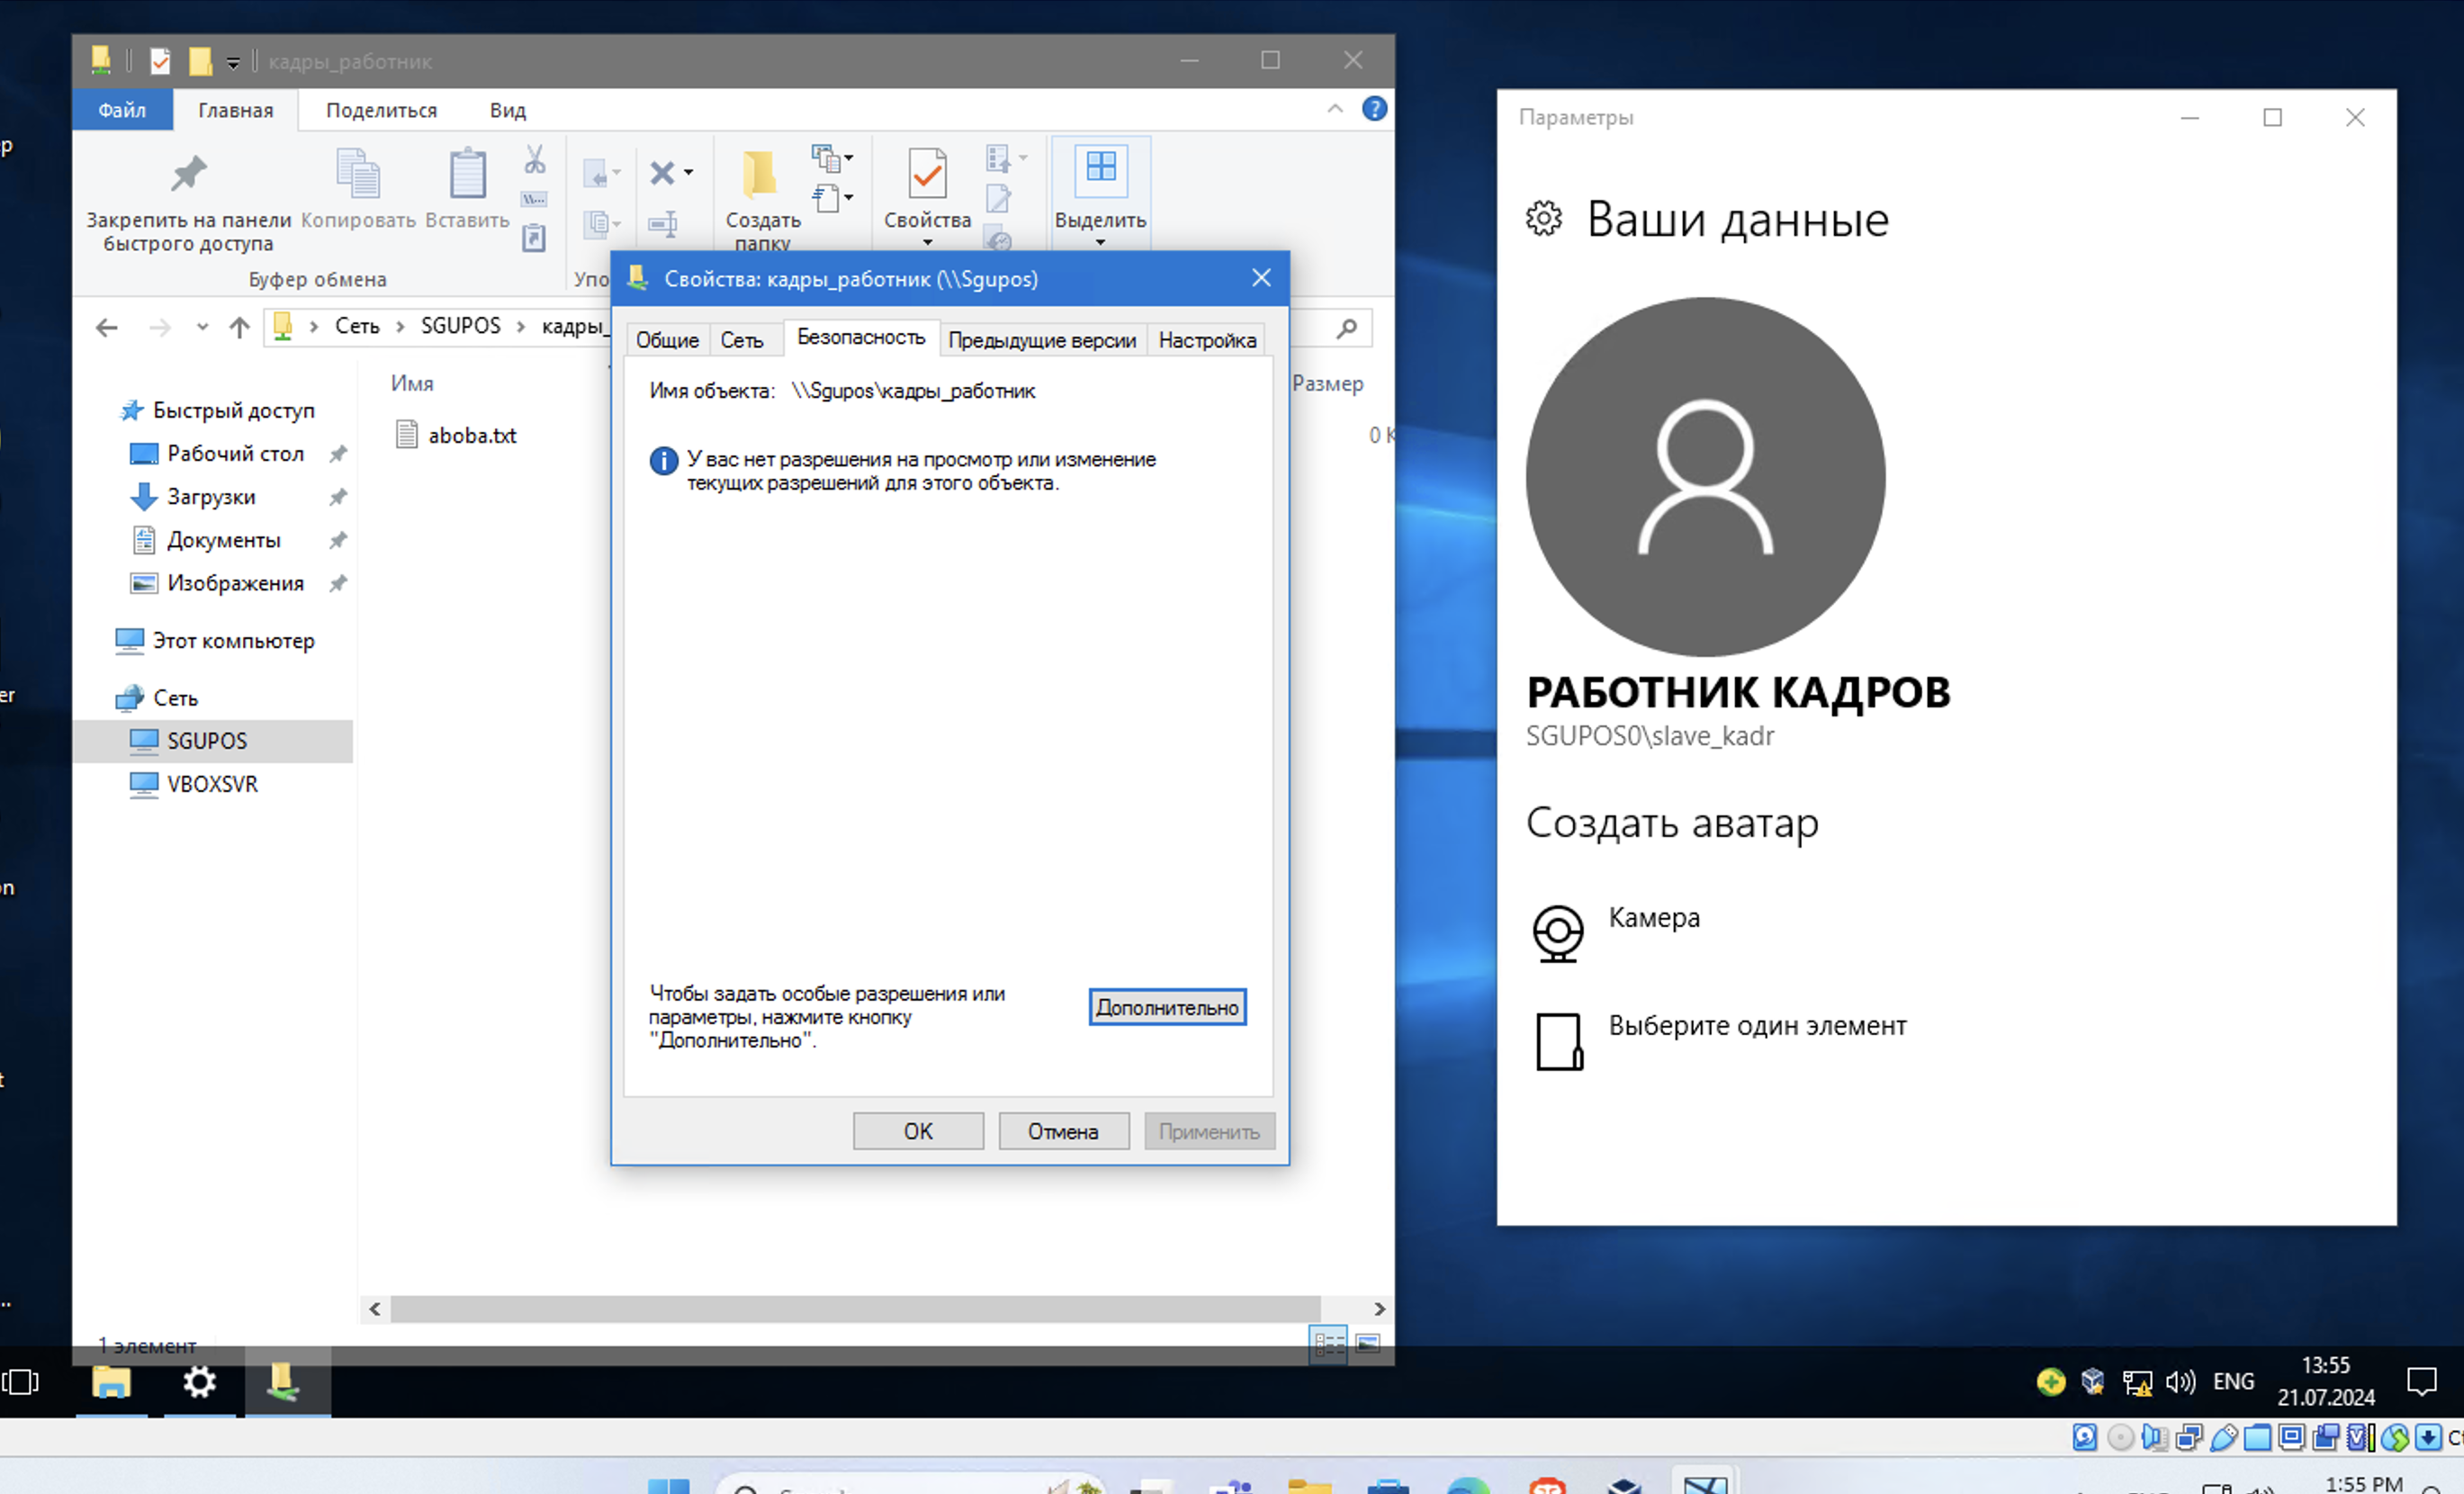 кадры_работник
Файл
Главная
Поделиться
Вид
Закрепить на панели
быстрого доступа
Копировать
Вставить
Создать
папку
Свойства
Выделить
Буфер обмена
Свойства: кадры_работник (\\Sgupos)
Сеть
SGUPOS
Общие
Сеть
Безопасность
Предыдущие версии
Настройка
Имя объекта: \\Sgupos\кадры_работник
У вас нет разрешения на просмотр или изменение
текущих разрешений для этого объекта.
Чтобы задать особые разрешения или
параметры, нажмите кнопку
"Дополнительно".
Дополнительно
OK
Отмена
Применить
Имя
Размер
aboba.txt
Быстрый доступ
Рабочий стол
Загрузки
Документы
Изображения
Этот компьютер
Сеть
SGUPOS
VBOXSVR
1 элемент
Параметры
Ваши данные
РАБОТНИК КАДРОВ
SGUPOS0\slave_kadr
Создать аватар
Камера
Выберите один элемент
ENG
13:55
21.07.2024
1:55 PM